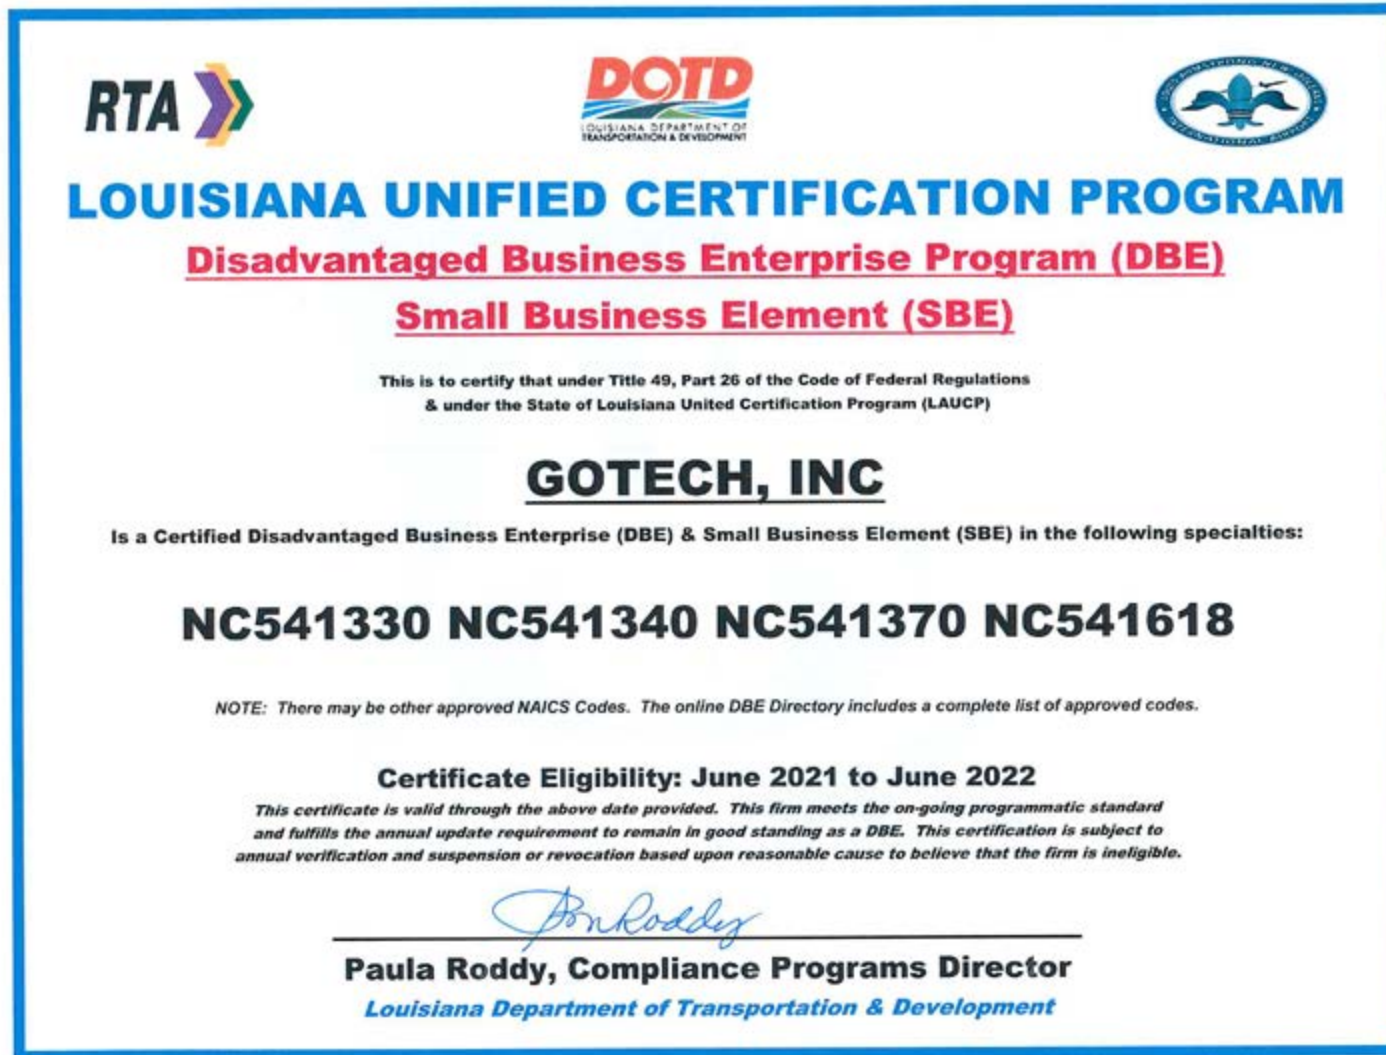 RTA
DOTD
LOUISIANA DEPARTMENT OF
TRANSPORTATION & DEVELOPMENT
LOUIS ARMSTRONG NEW ORLEANS
INTERNATIONAL AIRPORT
LOUISIANA UNIFIED CERTIFICATION PROGRAM
Disadvantaged Business Enterprise Program (DBE)
Small Business Element (SBE)
This is to certify that under Title 49, Part 26 of the Code of Federal Regulations
& under the State of Louisiana United Certification Program (LAUCP)
GOTECH, INC
Is a Certified Disadvantaged Business Enterprise (DBE) & Small Business Element (SBE) in the following specialties:
NC541330 NC541340 NC541370 NC541618
NOTE: There may be other approved NAICS Codes. The online DBE Directory includes a complete list of approved codes.
Certificate Eligibility: June 2021 to June 2022
This certificate is valid through the above date provided. This firm meets the on-going programmatic standard
and fulfills the annual update requirement to remain in good standing as a DBE. This certification is subject to
annual verification and suspension or revocation based upon reasonable cause to believe that the firm is ineligible.
Paula Roddy, Compliance Programs Director
Louisiana Department of Transportation & Development